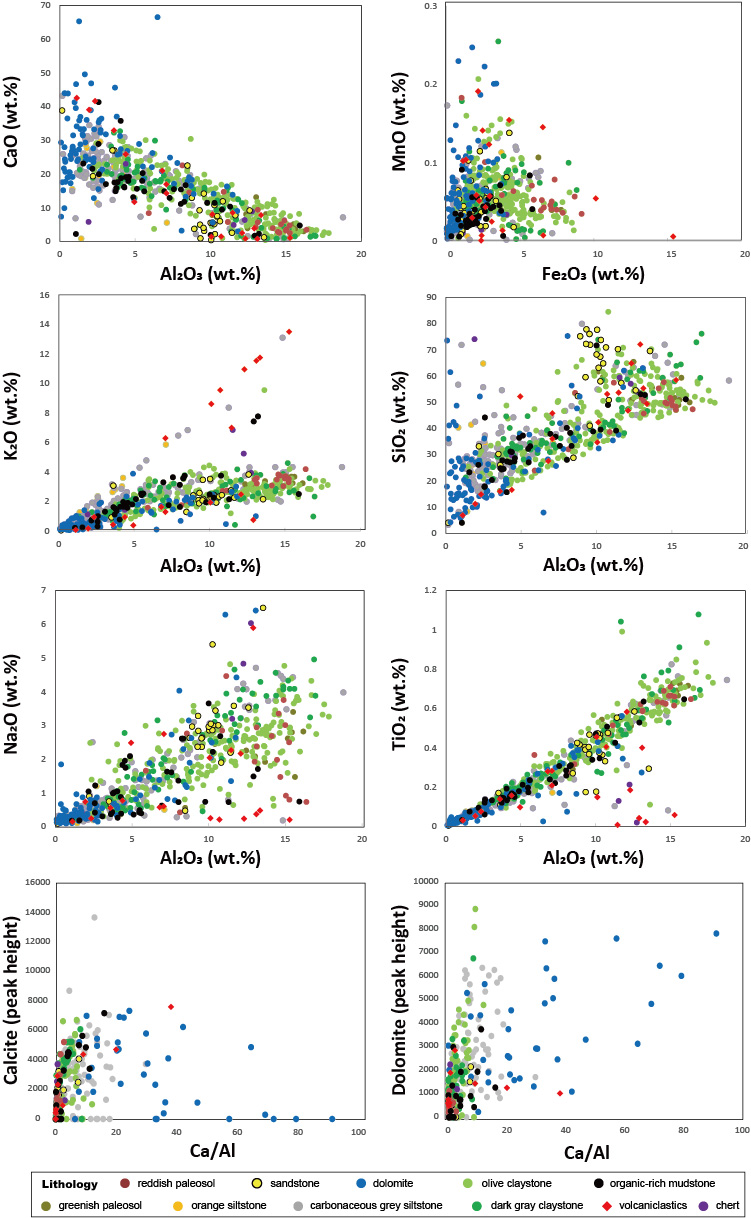 70
60
50
40
30
20
10
0
CaO (wt.%)
0 5 10 15 20
Al₂O₃ (wt.%)
0.3
0.2
0.1
0
MnO (wt.%)
0 5 10 15 20
Fe₂O₃ (wt.%)
16
14
12
10
8
6
4
2
0
K₂O (wt.%)
0 5 10 15 20
Al₂O₃ (wt.%)
90
80
70
60
50
40
30
20
10
0
SiO₂ (wt.%)
0 5 10 15 20
Al₂O₃ (wt.%)
7
6
5
4
3
2
1
0
Na₂O (wt.%)
0 5 10 15 20
Al₂O₃ (wt.%)
1.2
1
0.8
0.6
0.4
0.2
0
TiO₂ (wt.%)
0 5 10 15 20
Al₂O₃ (wt.%)
16000
14000
12000
10000
8000
6000
4000
2000
0
Calcite (peak height)
0 20 40 60 80 100
Ca/Al
10000
9000
8000
7000
6000
5000
4000
3000
2000
1000
0
Dolomite (peak height)
0 20 40 60 80 100
Ca/Al
Lithology reddish paleosol sandstone dolomite olive claystone organic-rich mudstone
greenish paleosol orange siltstone carbonaceous grey siltstone dark gray claystone volcaniclastics chert